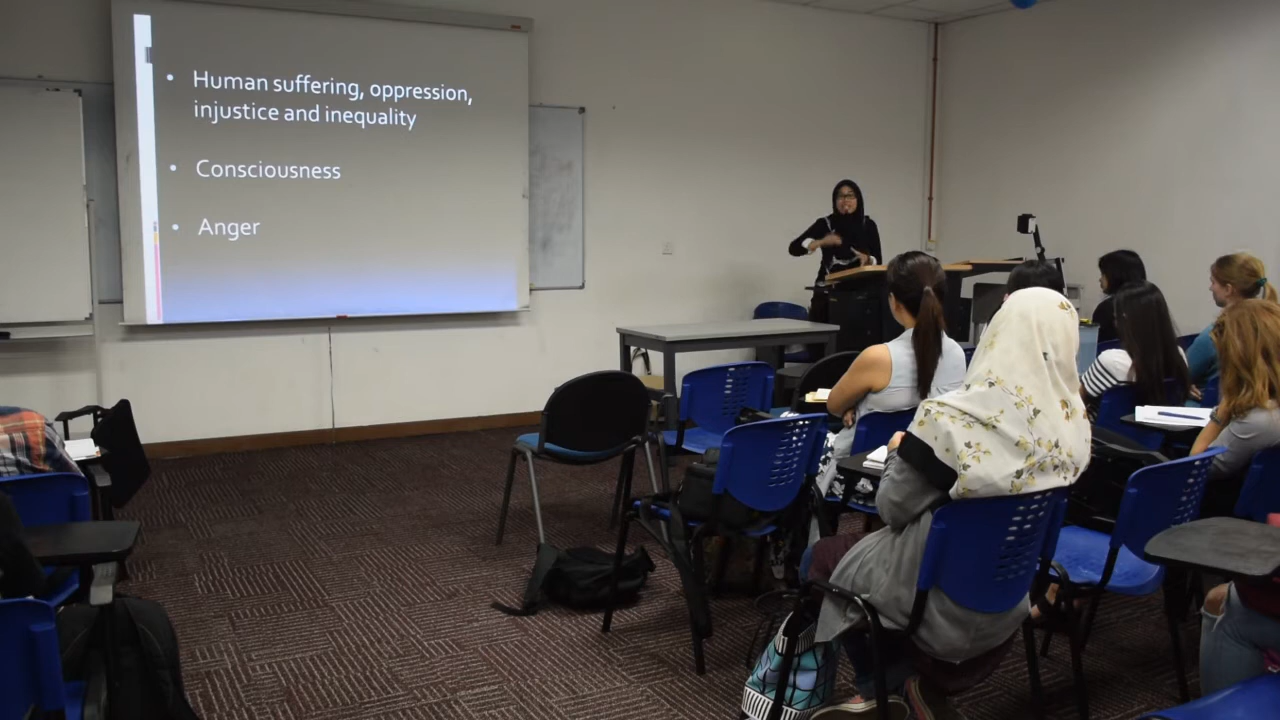 • Human suffering, oppression,
injustice and inequality
• Consciousness
• Anger